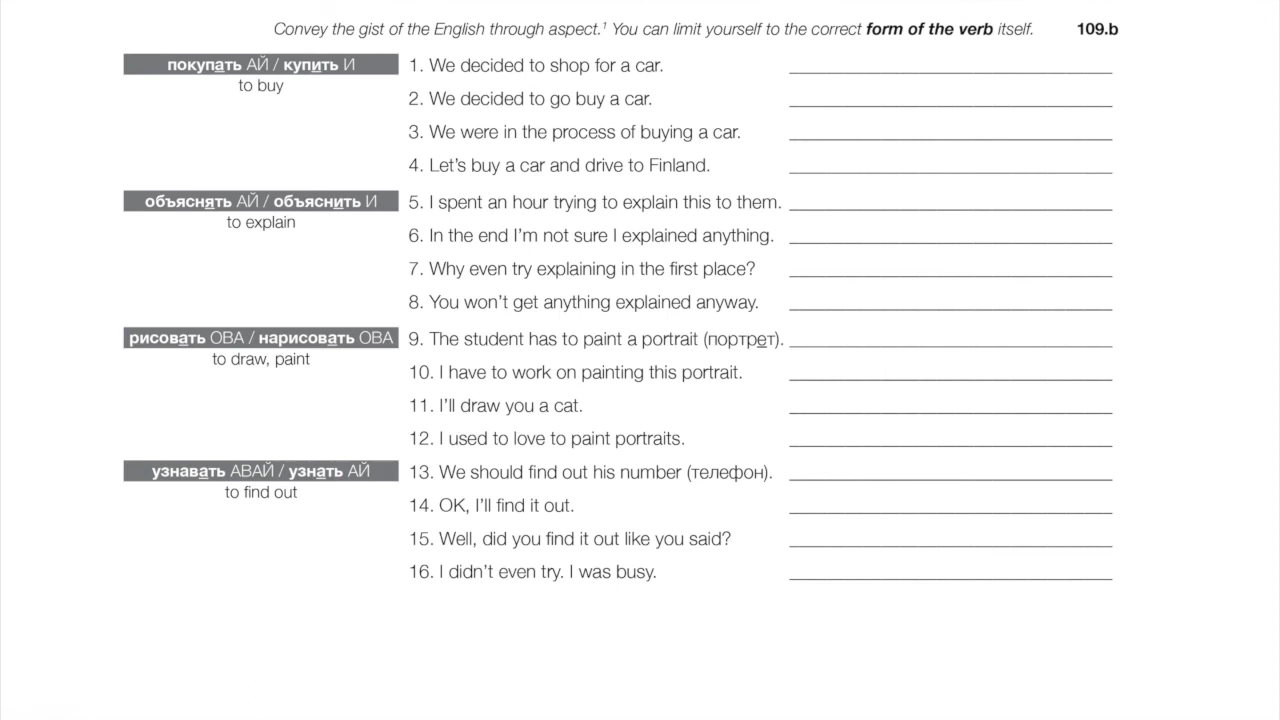 Convey the gist of the English through aspect.¹ You can limit yourself to the correct form of the verb itself. 109.b
покупать АЙ / купить И
to buy
1. We decided to shop for a car.
2. We decided to go buy a car.
3. We were in the process of buying a car.
4. Let's buy a car and drive to Finland.
объяснять АЙ / объяснить И
to explain
5. I spent an hour trying to explain this to them.
6. In the end I'm not sure I explained anything.
7. Why even try explaining in the first place?
8. You won't get anything explained anyway.
рисовать ОВА / нарисовать ОВА
to draw, paint
9. The student has to paint a portrait (портрет).
10. I have to work on painting this portrait.
11. I'll draw you a cat.
12. I used to love to paint portraits.
узнавать АВАЙ / узнать АЙ
to find out
13. We should find out his number (телефон).
14. OK, I'll find it out.
15. Well, did you find it out like you said?
16. I didn't even try. I was busy.